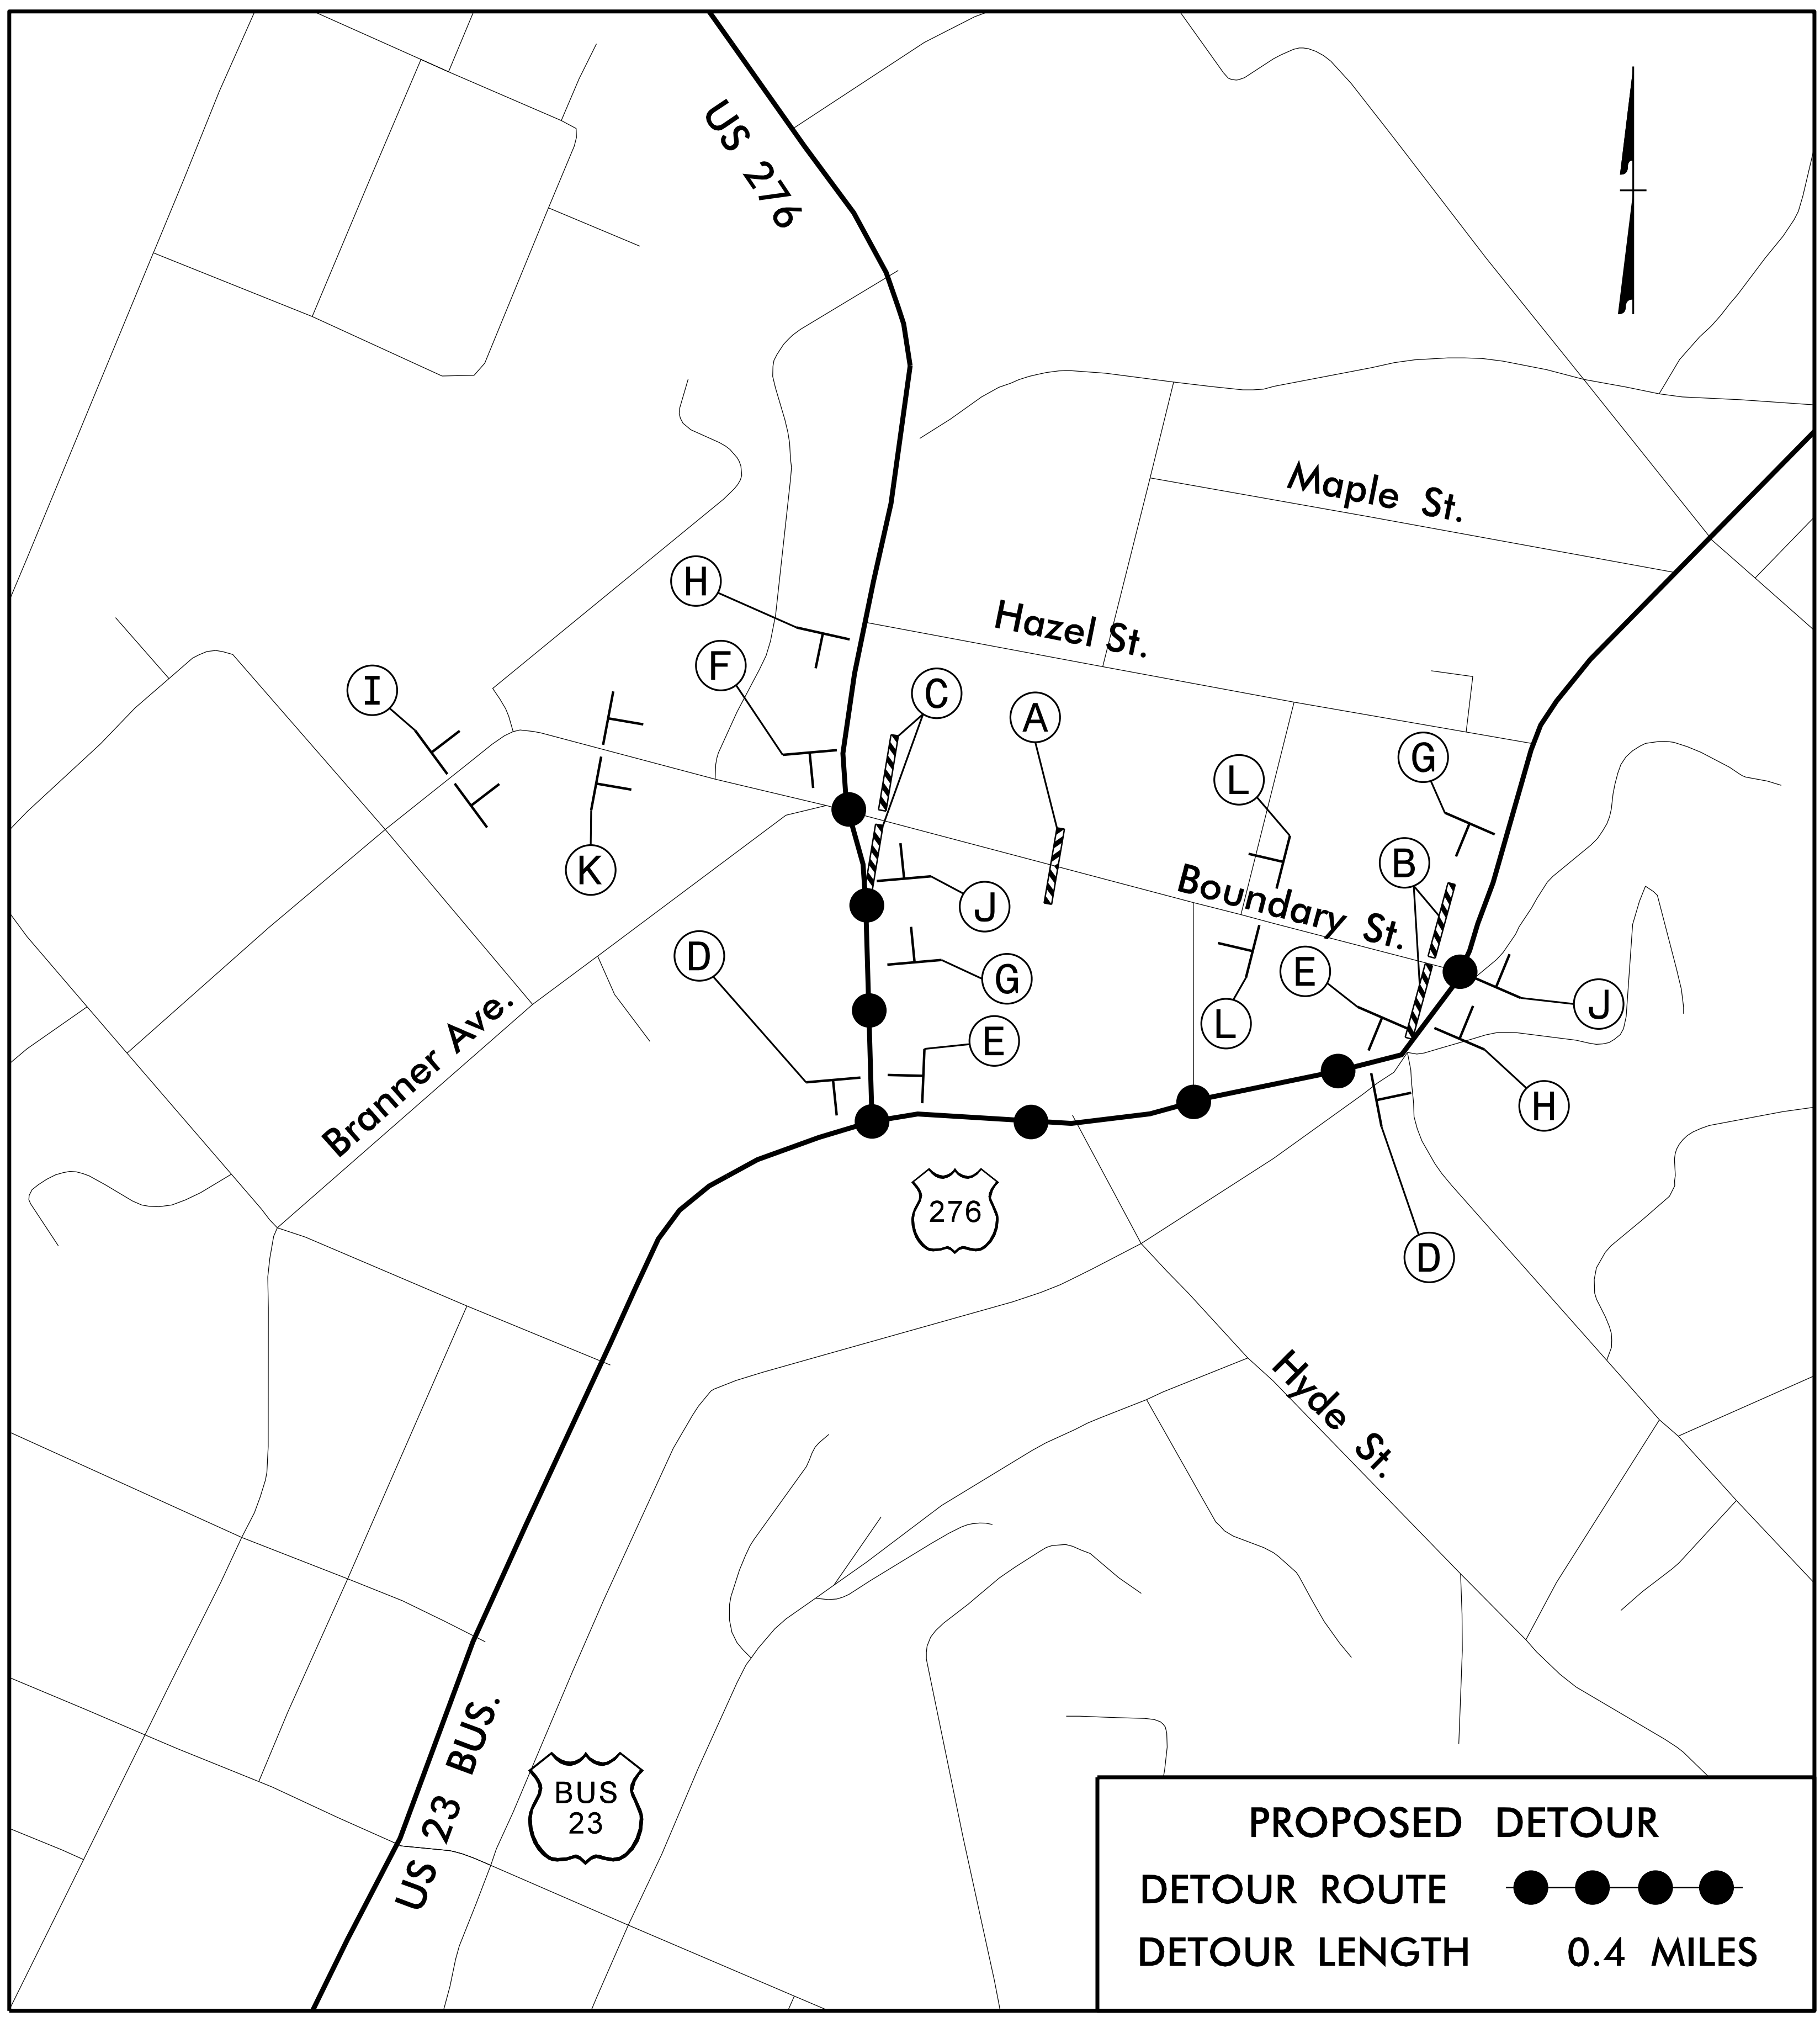 US 276
Maple St.
H
Hazel St.
F
I
C
A
G
L
K
B
Boundary St.
J
D
E
G
E
J
L
Branner Ave.
H
276
D
Hyde St.
US 23 BUS.
BUS
23
PROPOSED DETOUR
DETOUR ROUTE
DETOUR LENGTH 0.4 MILES